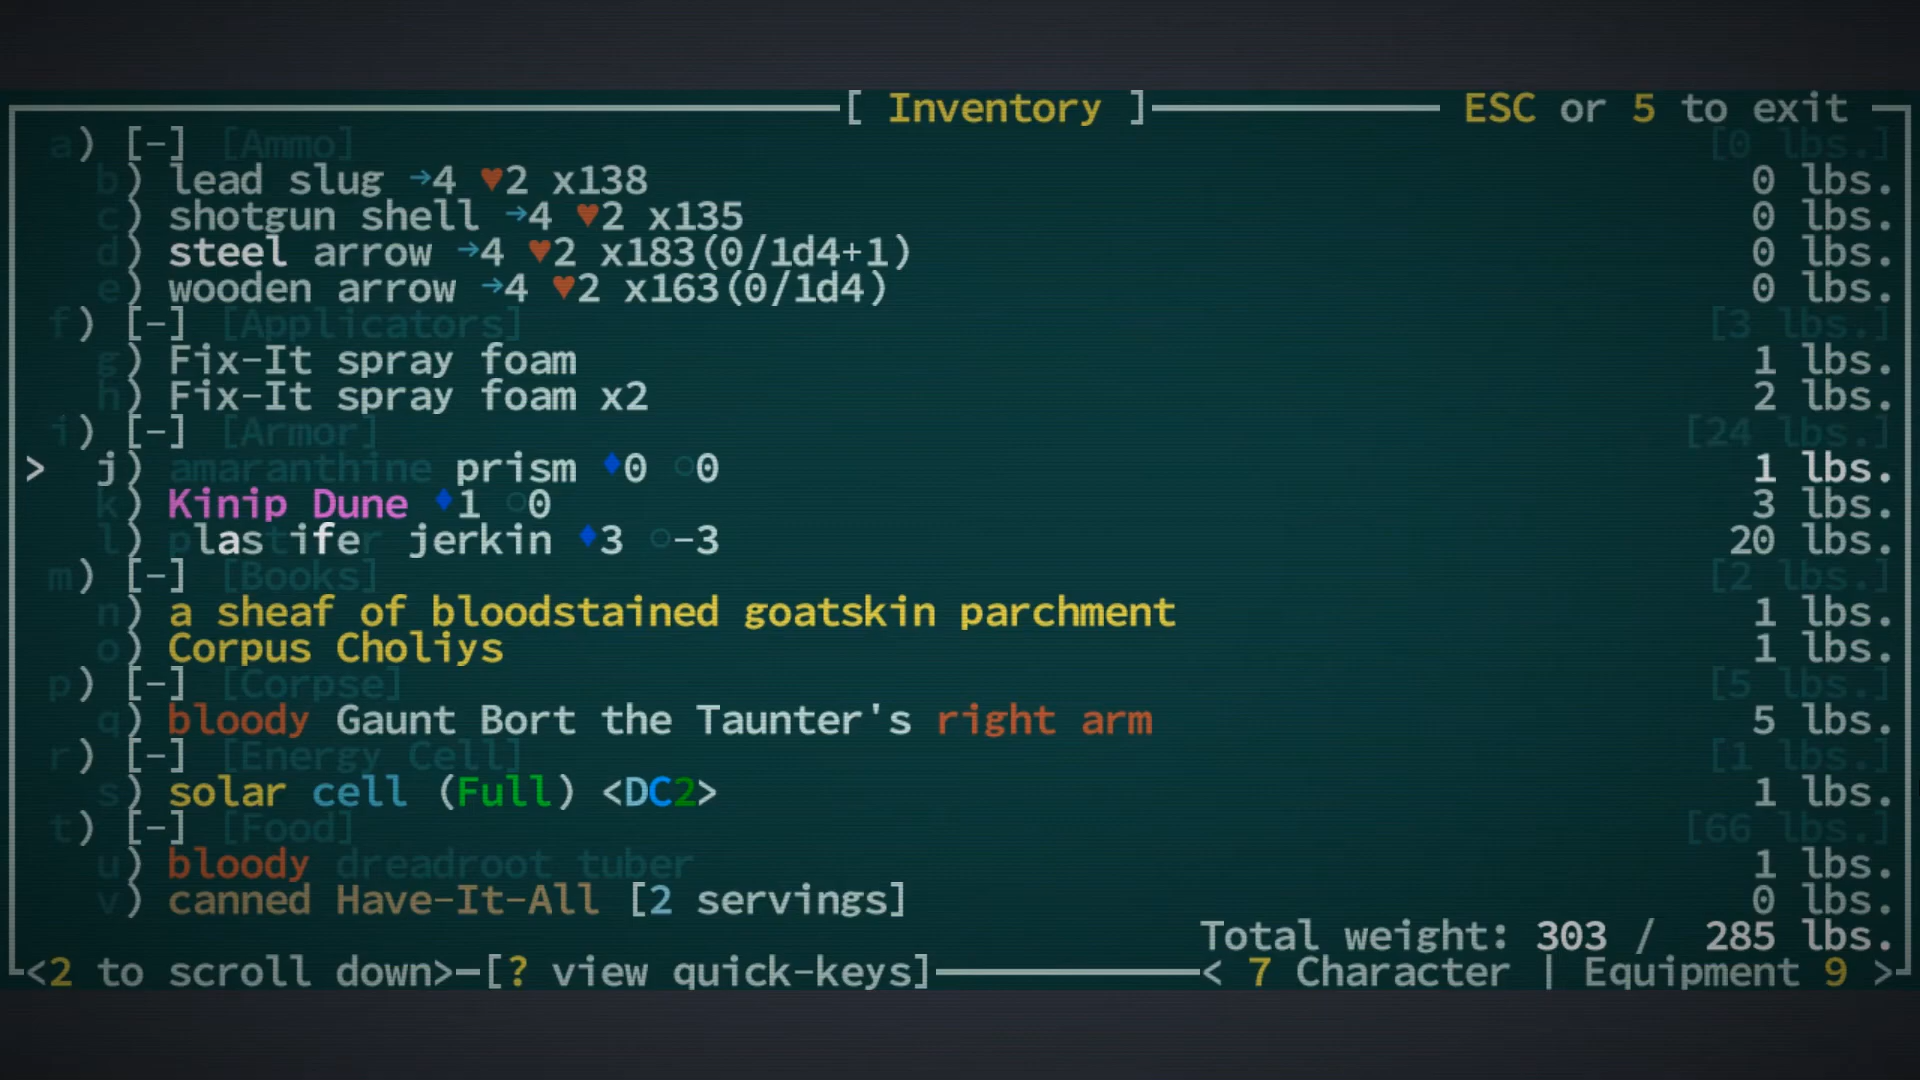 [ Inventory ] ESC or 5 to exit
a) [-] [Ammo] [0 lbs.]
b) lead slug →4 ♥2 x138 0 lbs.
c) shotgun shell →4 ♥2 x135 0 lbs.
d) steel arrow →4 ♥2 x183(0/1d4+1) 0 lbs.
e) wooden arrow →4 ♥2 x163(0/1d4) 0 lbs.
f) [-] [Applicators] [3 lbs.]
g) Fix-It spray foam 1 lbs.
h) Fix-It spray foam x2 2 lbs.
i) [-] [Armor] [24 lbs.]
> j) amaranthine prism ♦0 ○0 1 lbs.
k) Kinip Dune ♦1 ○0 3 lbs.
l) plastifer jerkin ♦3 ○-3 20 lbs.
m) [-] [Books] [2 lbs.]
n) a sheaf of bloodstained goatskin parchment 1 lbs.
o) Corpus Choliys 1 lbs.
p) [-] [Corpse] [5 lbs.]
q) bloody Gaunt Bort the Taunter's right arm 5 lbs.
r) [-] [Energy Cell] [1 lbs.]
s) solar cell (Full) <DC2> 1 lbs.
t) [-] [Food] [66 lbs.]
u) bloody dreadroot tuber 1 lbs.
v) canned Have-It-All [2 servings] 0 lbs.
Total weight: 303 / 285 lbs.
<2 to scroll down> [? view quick-keys] < 7 Character | Equipment 9 >